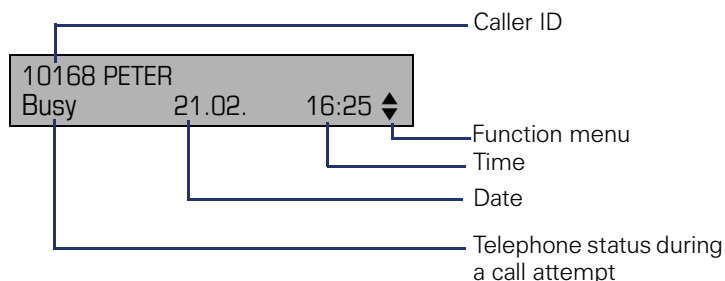 Caller ID
10168 PETER
Busy 21.02. 16:25
Function menu
Time
Date
Telephone status during
a call attempt